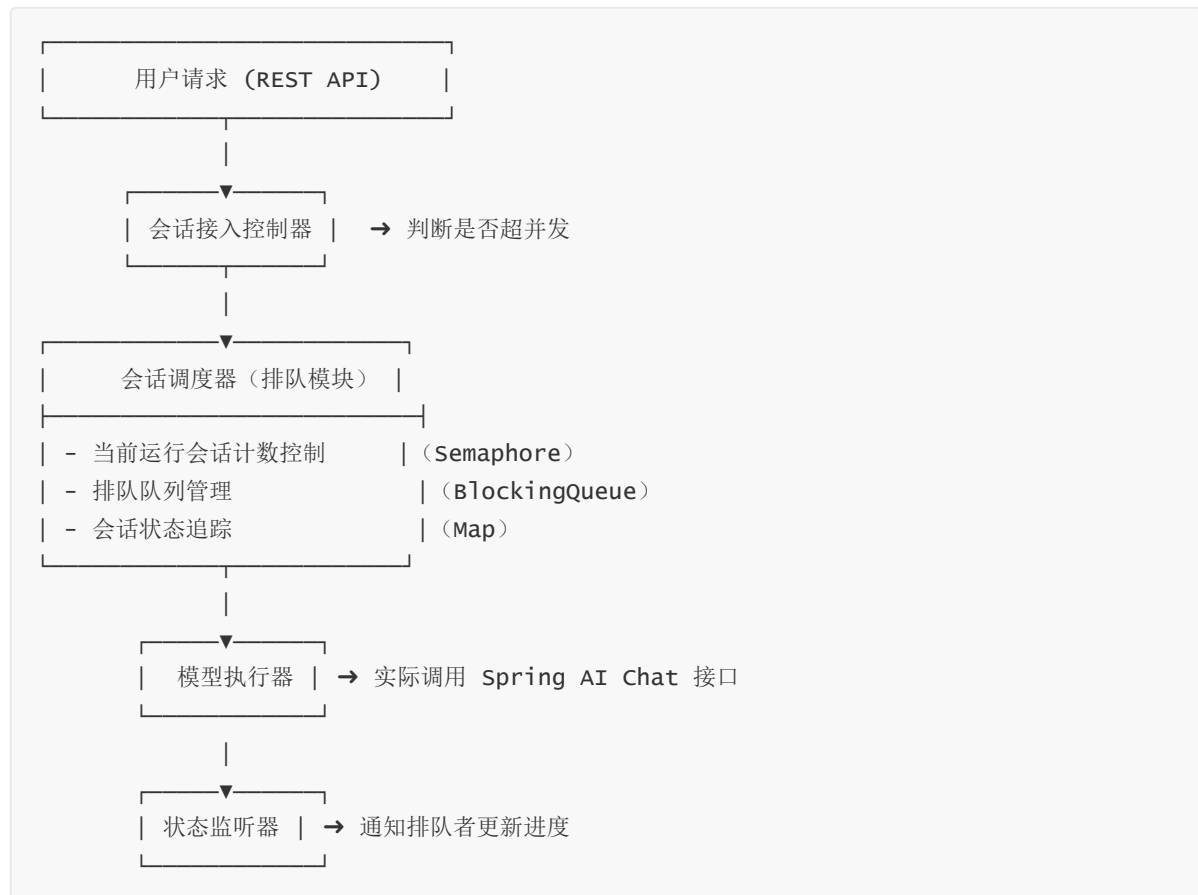 用户请求 (REST API)
会话接入控制器 | ➜ 判断是否超并发
会话调度器（排队模块） |
| - 当前运行会话计数控制 |（Semaphore）
| - 排队队列管理 |（BlockingQueue）
| - 会话状态追踪 |（Map）
| 模型执行器 | ➜ 实际调用 Spring AI Chat 接口
| 状态监听器 | ➜ 通知排队者更新进度